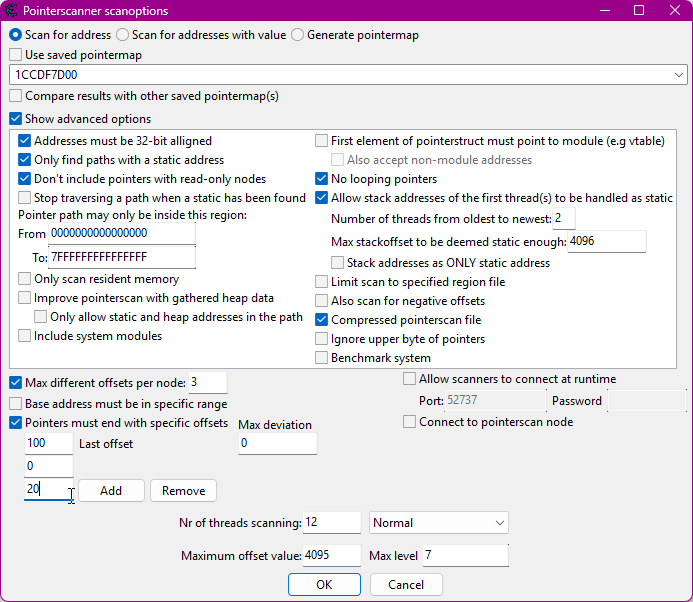 Pointerscanner scanoptions
Scan for address Scan for addresses with value Generate pointermap
Use saved pointermap
1CCDF7D00
Compare results with other saved pointermap(s)
Show advanced options
Addresses must be 32-bit alligned
Only find paths with a static address
Don't include pointers with read-only nodes
Stop traversing a path when a static has been found
Pointer path may only be inside this region:
From 0000000000000000
To: 7FFFFFFFFFFFFFFF
Only scan resident memory
Improve pointerscan with gathered heap data
Only allow static and heap addresses in the path
Include system modules
First element of pointerstruct must point to module (e.g vtable)
Also accept non-module addresses
No looping pointers
Allow stack addresses of the first thread(s) to be handled as static
Number of threads from oldest to newest: 2
Max stackoffset to be deemed static enough: 4096
Stack addresses as ONLY static address
Limit scan to specified region file
Also scan for negative offsets
Compressed pointerscan file
Ignore upper byte of pointers
Benchmark system
Max different offsets per node: 3
Base address must be in specific range
Pointers must end with specific offsets Max deviation
100 Last offset 0
0
20 Add Remove
Allow scanners to connect at runtime
Port: 52737 Password
Connect to pointerscan node
Nr of threads scanning: 12 Normal
Maximum offset value: 4095 Max level 7
OK Cancel